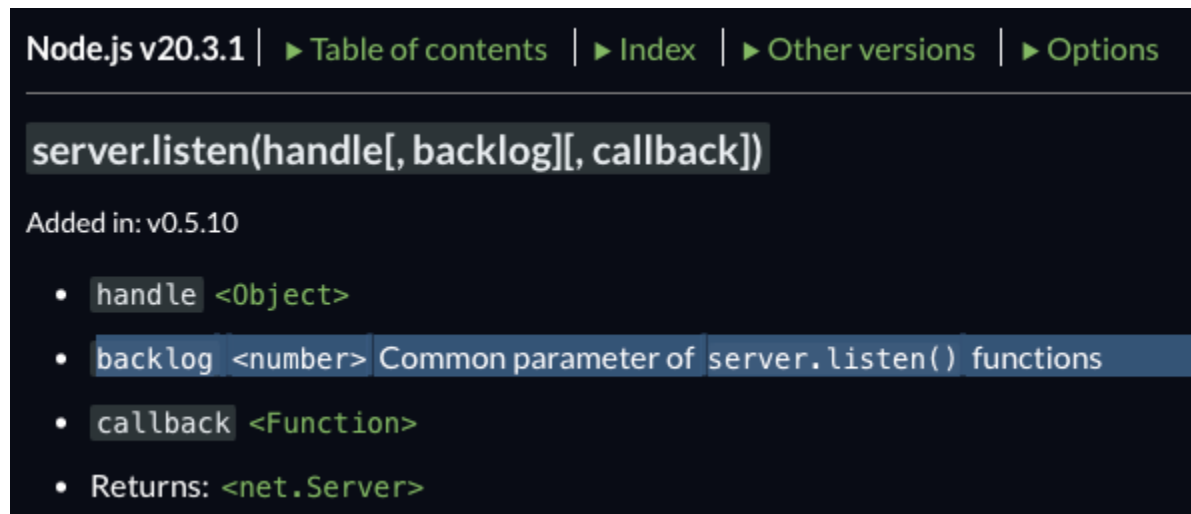 Node.js v20.3.1 | ▶ Table of contents | ▶ Index | ▶ Other versions | ▶ Options
server.listen(handle[, backlog][, callback])
Added in: v0.5.10
• handle <Object>
• backlog <number> Common parameter of server.listen() functions
• callback <Function>
• Returns: <net.Server>